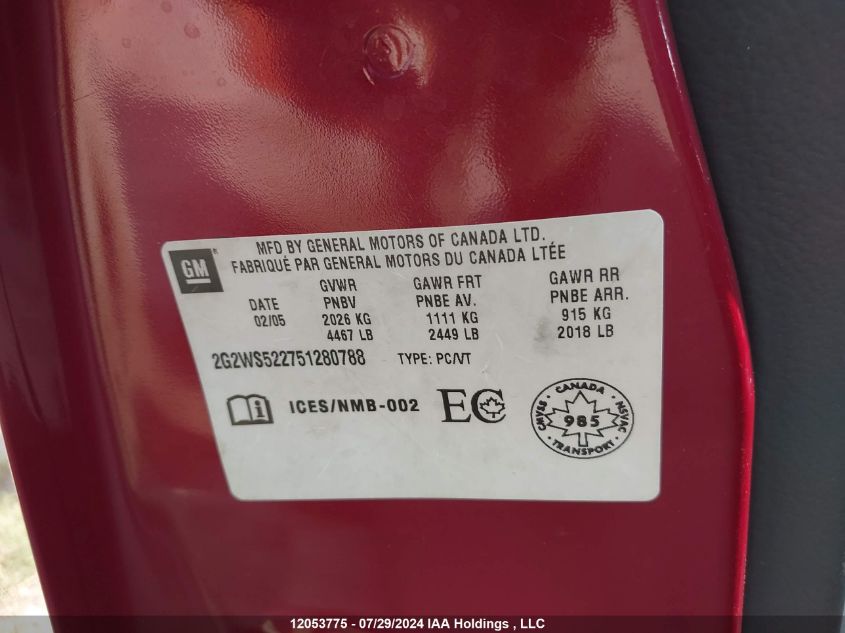 GM
MFD BY GENERAL MOTORS OF CANADA LTD.
FABRIQUÉ PAR GENERAL MOTORS DU CANADA LTÉE
GVWR GAWR FRT GAWR RR
DATE PNBV PNBE AV. PNBE ARR.
02/05 2026 KG 1111 KG 915 KG
4467 LB 2449 LB 2018 LB
2G2WS522751280788 TYPE: PC/VT
ICES/NMB-002 EC
CANADA
CMVSS 985 NSVAC
TRANSPORT
12053775 - 07/29/2024 IAA Holdings , LLC